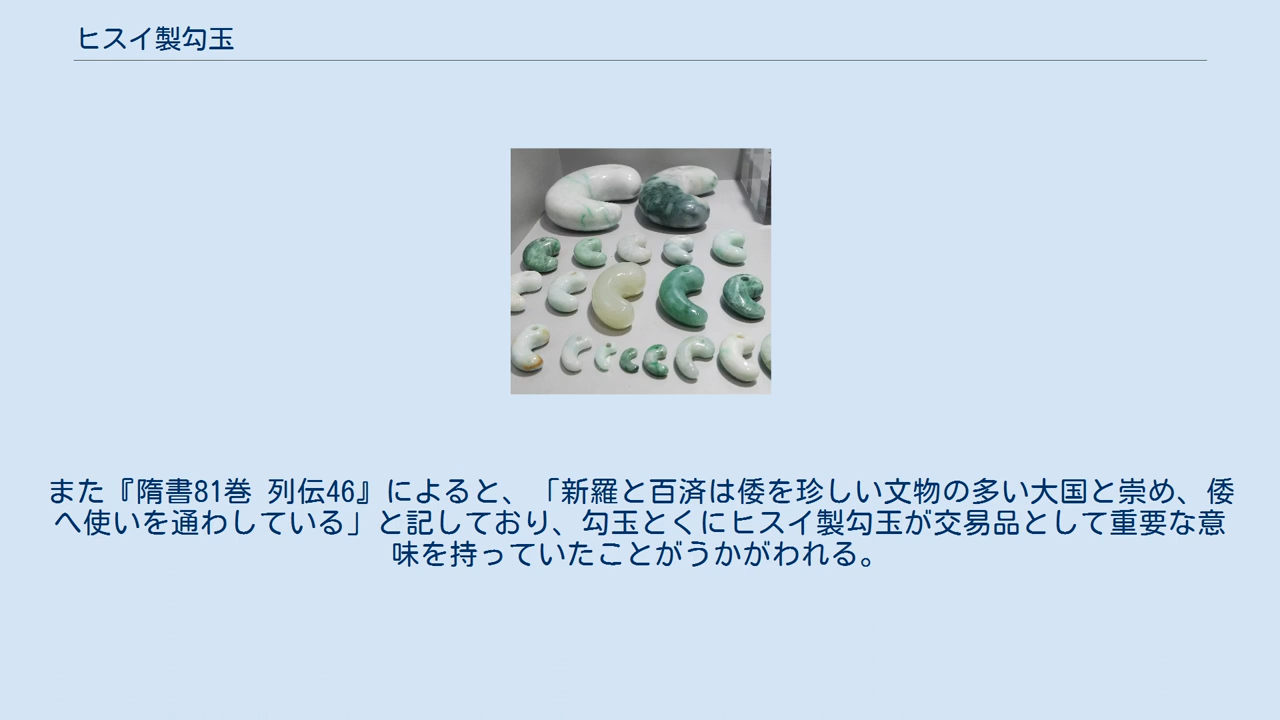 ヒスイ製勾玉
また『隋書81巻 列伝46』によると、「新羅と百済は倭を珍しい文物の多い大国と崇め、倭
へ使いを通わしている」と記しており、勾玉とくにヒスイ製勾玉が交易品として重要な意
味を持っていたことがうかがわれる。